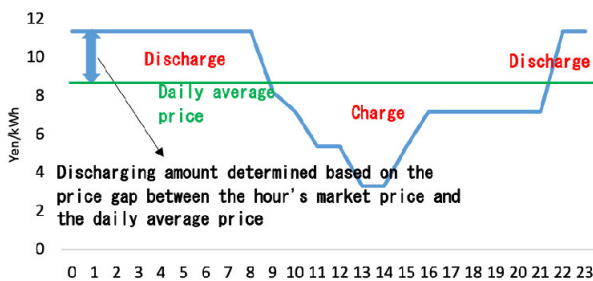 12
10
8
6
4
2
0
Yen/kWh
Discharge
Discharge
Daily average
price
Charge
Discharging amount determined based on the
price gap between the hour's market price and
the daily average price
0 1 2 3 4 5 6 7 8 9 10 11 12 13 14 15 16 17 18 19 20 21 22 23